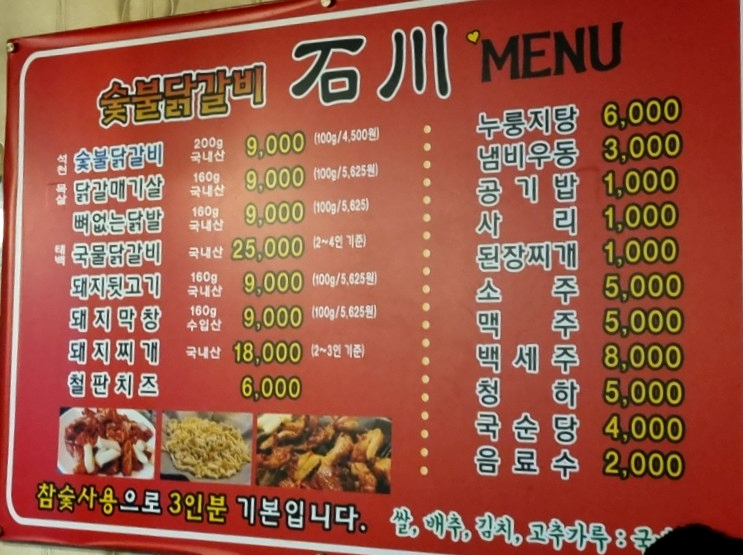 숯불닭갈비 石川 MENU
석천 숯불닭갈비 200g 국내산 9,000 (100g/4,500원)
목살 닭갈매기살 160g 국내산 9,000 (100g/5,625원)
뼈없는닭발 160g 국내산 9,000 (100g/5,625)
태백 국물닭갈비 국내산 25,000 (2~4인 기준)
돼지뒷고기 160g 국내산 9,000 (100g/5,625원)
돼지막창 160g 수입산 9,000 (100g/5,625원)
돼지찌개 국내산 18,000 (2~3인 기준)
철판치즈 6,000
누룽지탕 6,000
냄비우동 3,000
공기밥 1,000
사리 1,000
된장찌개 1,000
소주 5,000
맥주 5,000
백세주 8,000
청하 5,000
국순당 4,000
음료수 2,000
참숯사용으로 3인분 기본입니다.
쌀, 배추, 김치, 고추가륵 :